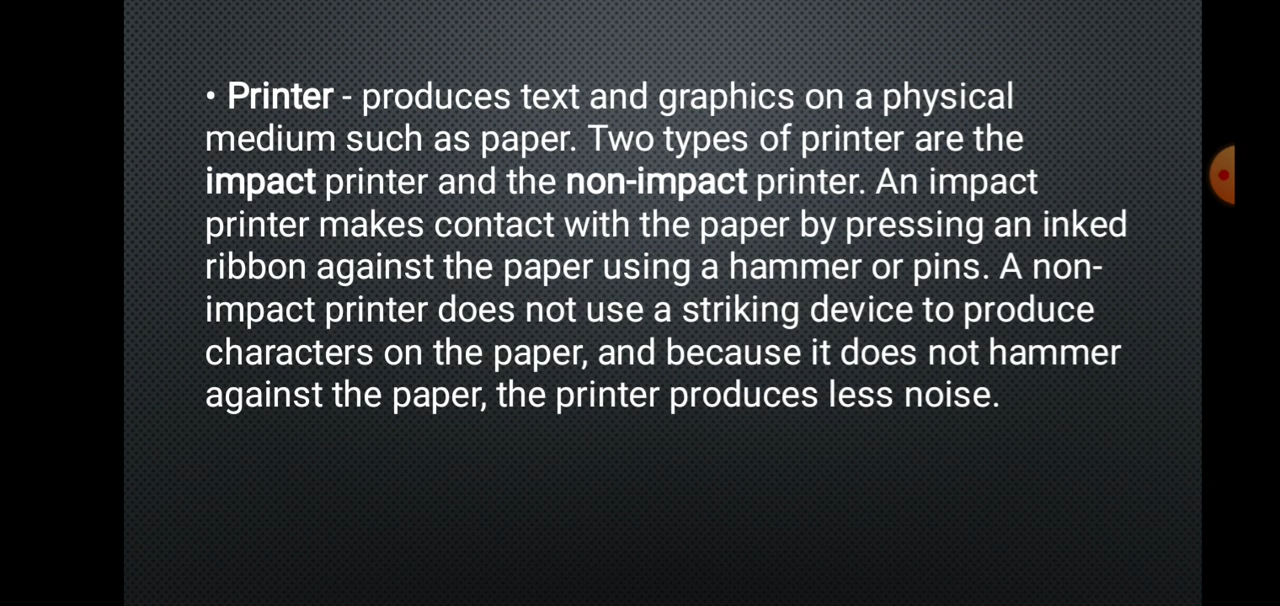 • Printer - produces text and graphics on a physical
medium such as paper. Two types of printer are the
impact printer and the non-impact printer. An impact
printer makes contact with the paper by pressing an inked
ribbon against the paper using a hammer or pins. A non-
impact printer does not use a striking device to produce
characters on the paper, and because it does not hammer
against the paper, the printer produces less noise.